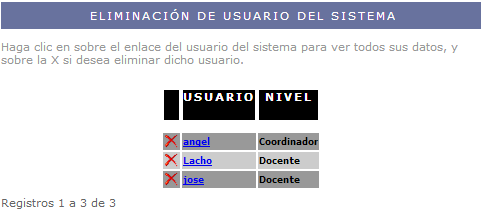 ELIMINACIÓN DE USUARIO DEL SISTEMA
Haga clic en sobre el enlace del usuario del sistema para ver todos sus datos, y
sobre la X si desea eliminar dicho usuario.
USUARIO NIVEL
angel Coordinador
Lacho Docente
jose Docente
Registros 1 a 3 de 3